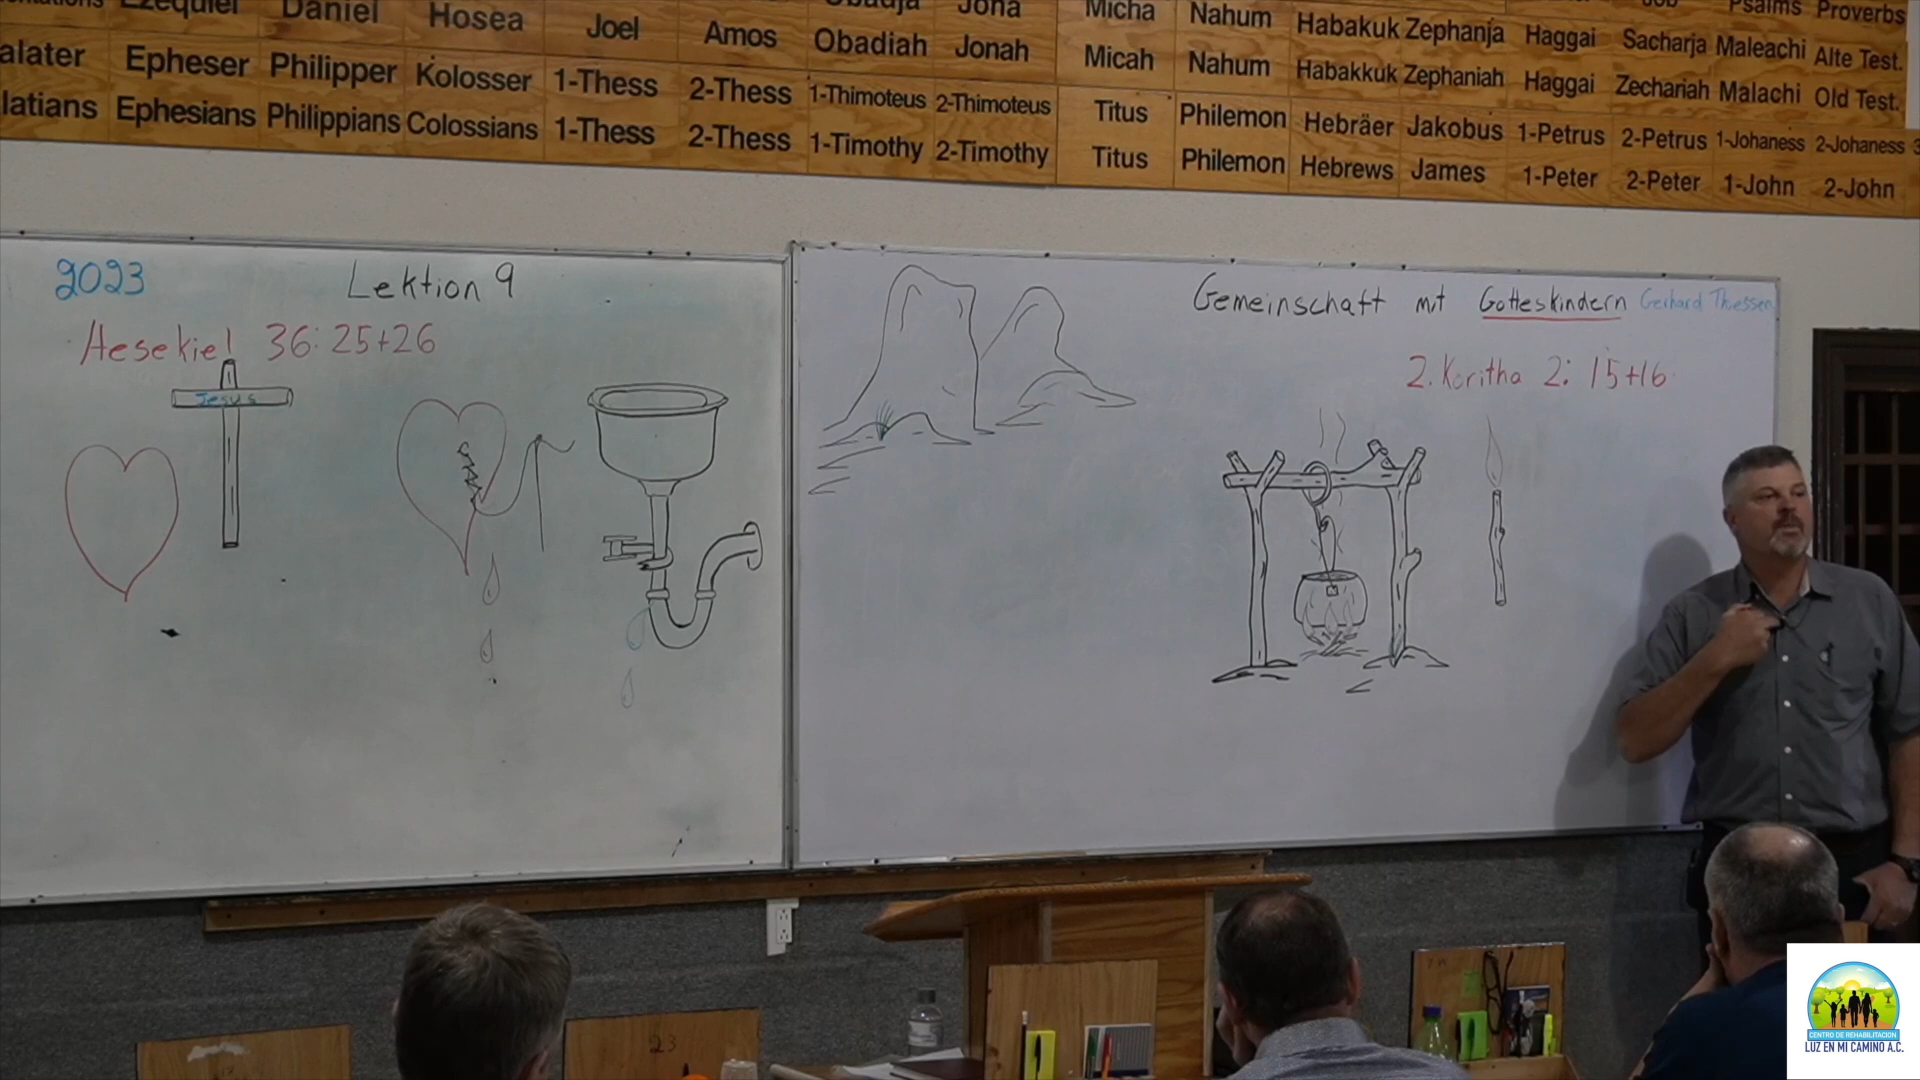 Daniel Hosea Joel Amos Obadiah Jonah Micha Nahum Habakuk Zephanja Haggai Sacharja Maleachi Alte Test.
Psalms Proverbs
Micah Nahum Habakkuk Zephaniah Haggai Zechariah Malachi Old Test.
Epheser Philipper Kolosser 1-Thess 2-Thess 1-Thimoteus 2-Thimoteus Titus Philemon Hebräer Jakobus 1-Petrus 2-Petrus 1-Johaness 2-Johaness
Ephesians Philippians Colossians 1-Thess 2-Thess 1-Timothy 2-Timothy Titus Philemon Hebrews James 1-Peter 2-Peter 1-John 2-John
2023 Lektion 9
Hesekiel 36:25+26
Jesus
Gemeinschaft mit Gotteskindern Gerhard Thiessen
2. Koritha 2: 15+16
23
CENTRO DE REHABILITACION
LUZ EN MI CAMINO A.C.